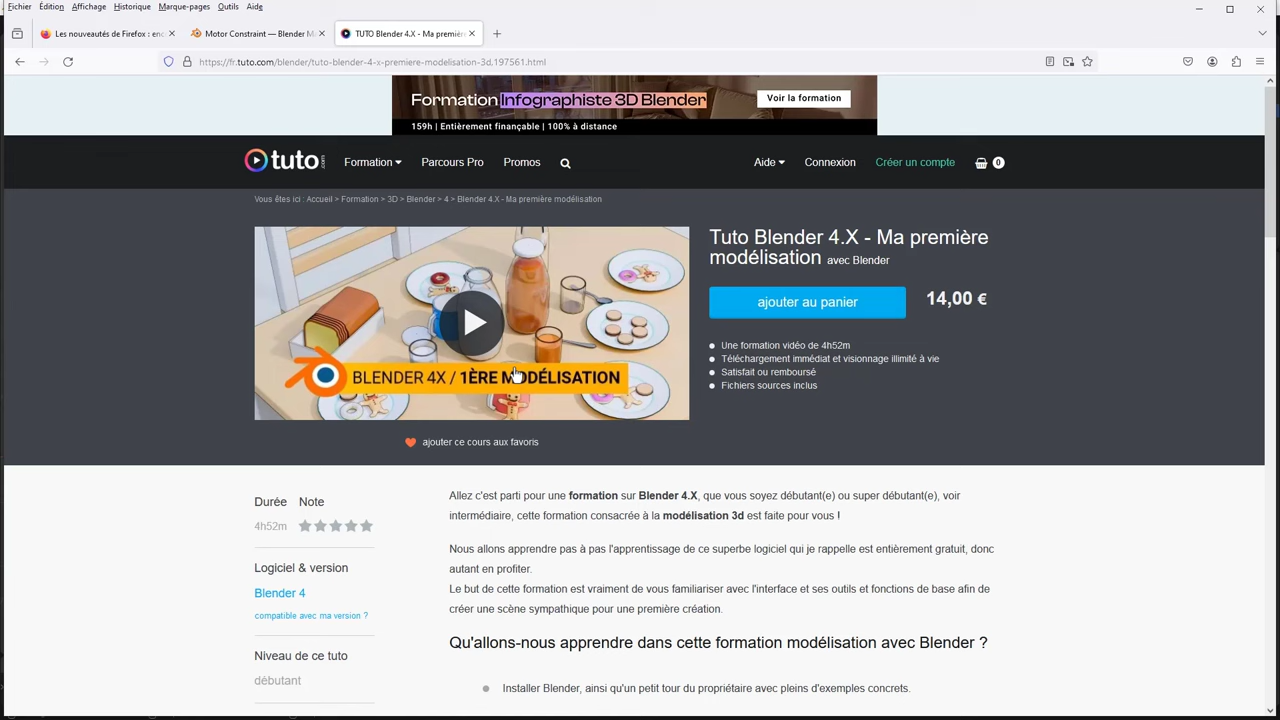 Fichier Édition Affichage Historique Marque-pages Outils Aide
Les nouveautés de Firefox : enc
Motor Constraint — Blender M
TUTO Blender 4.X - Ma premièr
https://fr.tuto.com/blender/tuto-blender-4-x-premiere-modelisation-3d,197561.html
Formation Infographiste 3D Blender
Voir la formation
159h | Entièrement finançable | 100% à distance
tuto.com
Formation Parcours Pro Promos
Aide Connexion Créer un compte 0
Vous êtes ici : Accueil > Formation > 3D > Blender > 4 > Blender 4.X - Ma première modélisation
Tuto Blender 4.X - Ma première
modélisation avec Blender
ajouter au panier 14,00 €
Une formation vidéo de 4h52m
Téléchargement immédiat et visionnage illimité à vie
Satisfait ou remboursé
Fichiers sources inclus
BLENDER 4X / 1ÈRE MODÉLISATION
ajouter ce cours aux favoris
Durée Note
4h52m
Logiciel & version
Blender 4
compatible avec ma version ?
Niveau de ce tuto
débutant
Allez c'est parti pour une formation sur Blender 4.X, que vous soyez débutant(e) ou super débutant(e), voir
intermédiaire, cette formation consacrée à la modélisation 3d est faite pour vous !
Nous allons apprendre pas à pas l'apprentissage de ce superbe logiciel qui je rappelle est entièrement gratuit, donc
autant en profiter.
Le but de cette formation est vraiment de vous familiariser avec l'interface et ses outils et fonctions de base afin de
créer une scène sympathique pour une première création.
Qu'allons-nous apprendre dans cette formation modélisation avec Blender ?
Installer Blender, ainsi qu'un petit tour du propriétaire avec pleins d'exemples concrets.